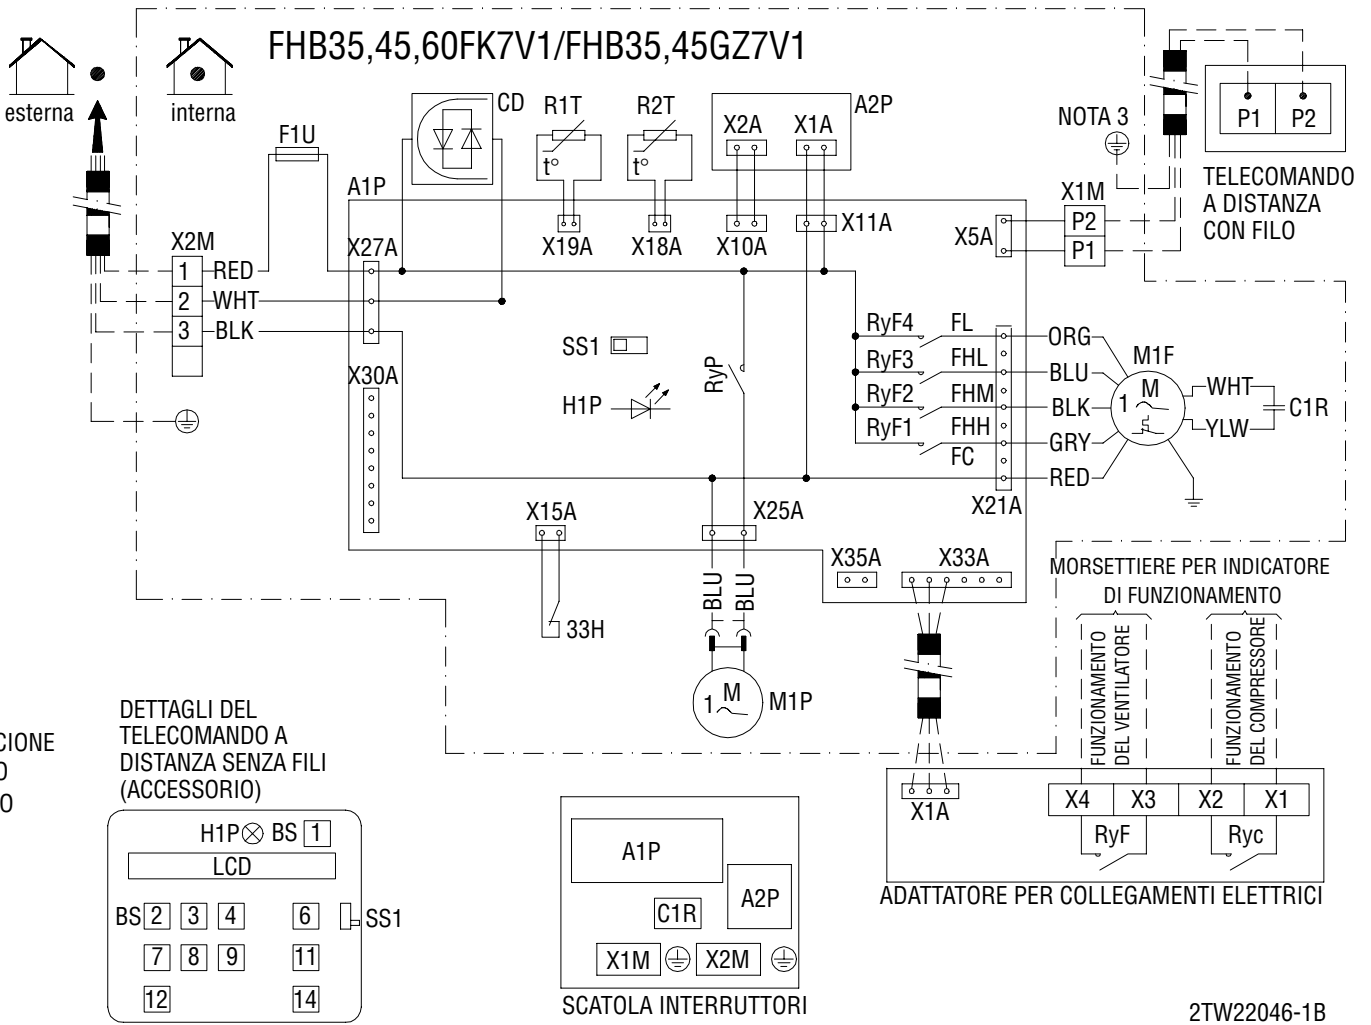 FHB35,45,60FK7V1/FHB35,45GZ7V1
esterna
interna
F1U
CD
R1T
R2T
A2P
X2A
X1A
t°
t°
NOTA 3
P1
P2
TELECOMANDO
A DISTANZA
CON FILO
A1P
X1M
P2
P1
X27A
X19A
X18A
X10A
X11A
X5A
X2M
1
RED
2
WHT
3
BLK
X30A
SS1
H1P
RyP
RyF4
FL
RyF3
FHL
RyF2
FHM
RyF1
FHH
FC
X21A
ORG
BLU
BLK
GRY
RED
M1F
M
1
WHT
YLW
C1R
X15A
X25A
X35A
X33A
33H
BLU
BLU
M
1
M1P
MORSETTIERE PER INDICATORE
DI FUNZIONAMENTO
FUNZIONAMENTO
DEL VENTILATORE
FUNZIONAMENTO
DEL COMPRESSORE
X1A
X4
X3
X2
X1
RyF
Ryc
ADATTATORE PER COLLEGAMENTI ELETTRICI
CIONE
O
O
DETTAGLI DEL
TELECOMANDO A
DISTANZA SENZA FILI
(ACCESSORIO)
H1P
BS
1
LCD
BS
2
3
4
6
SS1
7
8
9
11
12
14
A1P
A2P
C1R
X1M
X2M
SCATOLA INTERRUTTORI
2TW22046-1B